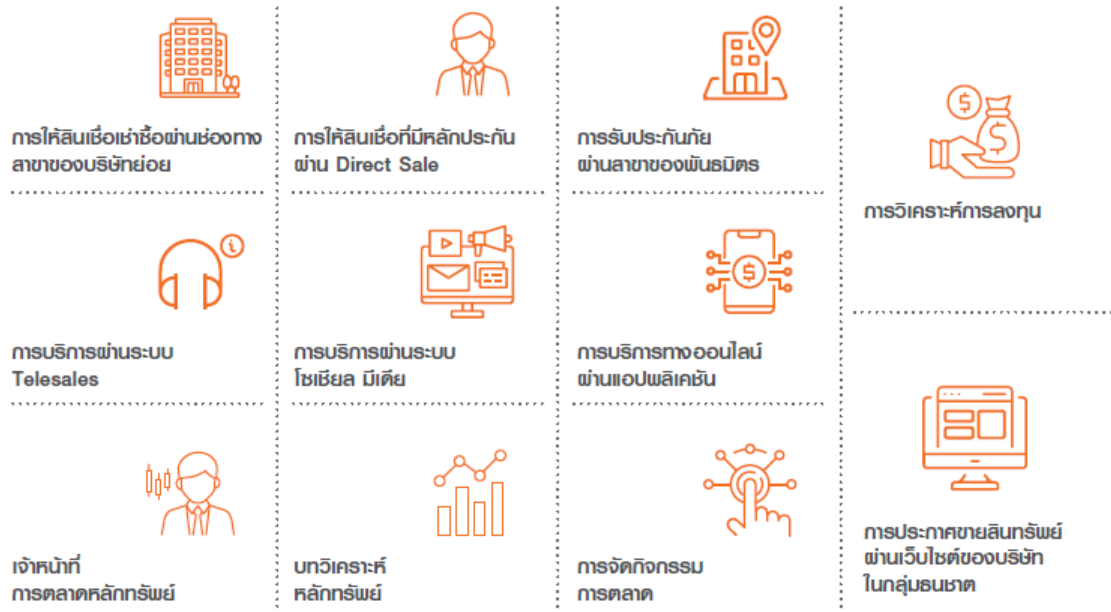 การให้สินเชื่อเช่าซื้อผ่านช่องทาง
สาขาของบริษัทย่อย
การให้สินเชื่อที่มีหลักประกัน
ผ่าน Direct Sale
การรับประกันภัย
ผ่านสาขาของพันธมิตร
การวิเคราะห์การลงทุน
การบริการผ่านระบบ
Telesales
การบริการผ่านระบบ
โซเชียล มีเดีย
การบริการทางออนไลน์
ผ่านแอปพลิเคชัน
เจ้าหน้าที่
การตลาดหลักทรัพย์
บทวิเคราะห์
หลักทรัพย์
การจัดกิจกรรม
การตลาด
การประกาศขายสินทรัพย์
ผ่านเว็บไซต์ของบริษัท
ในกลุ่มธนชาต